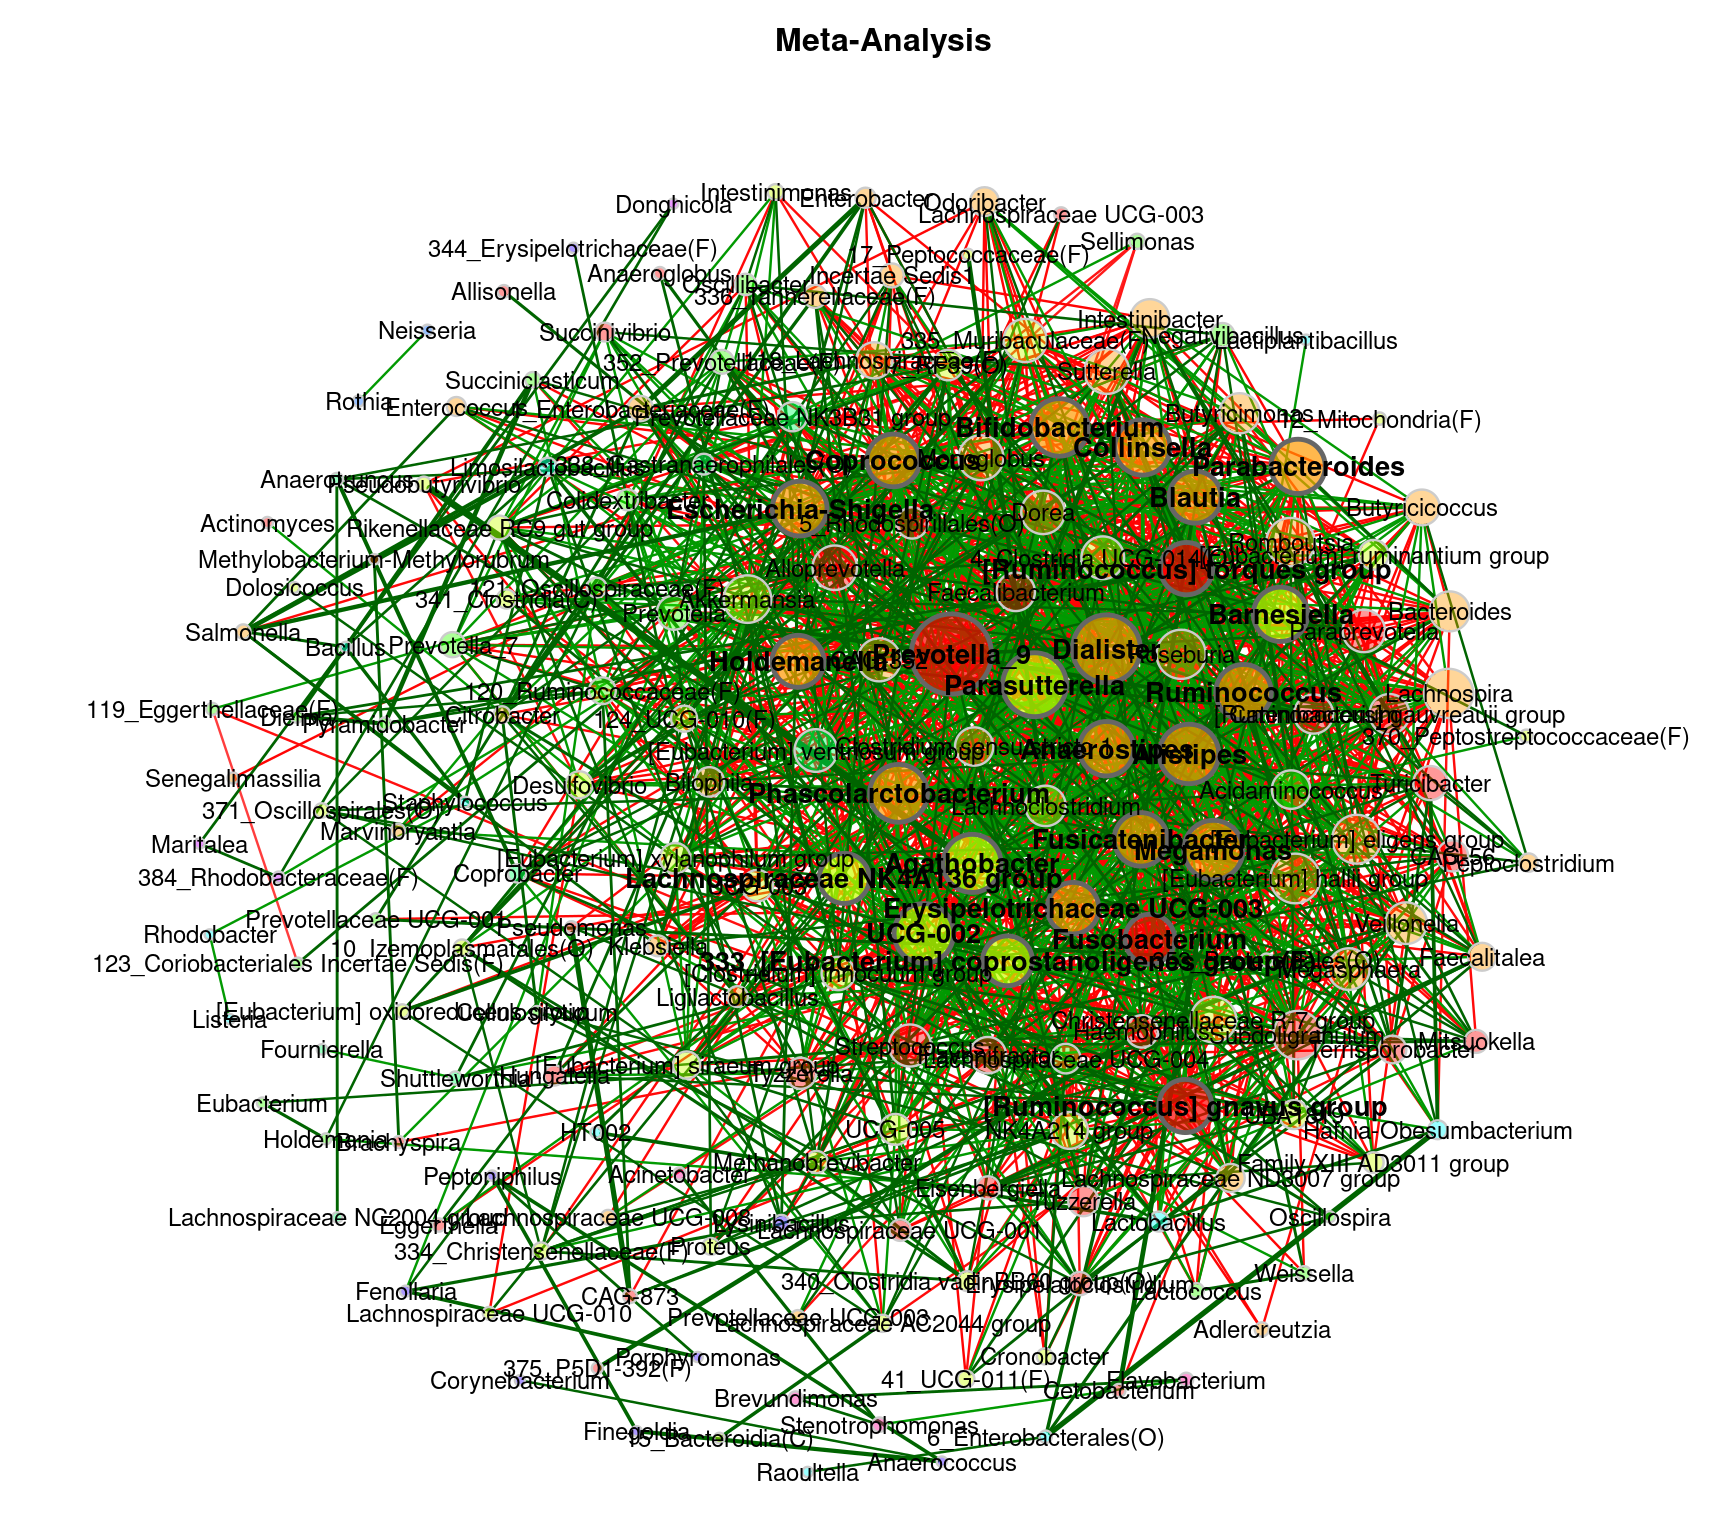 Meta-Analysis
Intestinimonas
Enterobacter
Odoribacter
Donghicola
Lachnospiraceae UCG-003
Sellimonas
344_Erysipelotrichaceae(F)
17_Peptococcaceae(F)
Anaeroglobus
Incertae Sedis1
Oscillibacter
Allisonella
336_Tannerellaceae(F)
Intestinibacter
Neisseria
Succinivibrio
335_Muribaculaceae(F)
Negativibacillus
Lactiplantibacillus
352_Prevotellaceae(F)
Sutterella
Succiniclasticum
Rothia
Enterococcus
Prevotellaceae NK3B31 group
Butyricimonas
12_Mitochondria(F)
Bifidobacterium
Collinsella
Coprococcus
Monoglobus
Parabacteroides
Limosilactobacillus
Anaerotruncus
Pseudobutyrivibrio
Colidextribacter
Blautia
Escherichia-Shigella
Butyricicoccus
Actinomyces
Rikenellaceae RC9 gut group
5_Rhodospirillales(O)
Dorea
Romboutsia
Methylobacterium-Methylorubrum
[Eubacterium] ruminantium group
Alloprevotella
[Ruminococcus] torques group
Dolosicoccus
121_Oscillospiraceae(F)
341_Clostridia(C)
Akkermansia
Faecalibacterium
Prevotella
Barnesiella
Bacteroides
Salmonella
Bacillus
Prevotella_7
Paraprevotella
Holdemanella
Prevotella_9
Dialister
Roseburia
Parasutterella
120_Ruminococcaceae(F)
Ruminococcus
Lachnospira
119_Eggerthellaceae(F)
Pyramidobacter
Citrobacter
124_UCG-010(F)
[Ruminococcus] gauvreauii group
370_Peptostreptococcaceae(F)
[Eubacterium] ventriosum group
Clostridium sensu stricto 1
Anaerostipes
Alistipes
Senegalimassilia
Desulfovibrio
Bilophila
Phascolarctobacterium
Acidaminococcus
Turicibacter
371_Oscillospirales(O)
Staphylococcus
Lachnoclostridium
Marvinbryantia
Fusicatenibacter
[Eubacterium] eligens group
Maritalea
Megamonas
CAG-56
Peptoclostridium
[Eubacterium] xylanophilum group
Agathobacter
384_Rhodobacteraceae(F)
Coprobacter
Lachnospiraceae NK4A136 group
[Eubacterium] hallii group
Erysipelotrichaceae UCG-003
Prevotellaceae UCG-001
Pseudomonas
Veillonella
Rhodobacter
UCG-002
Fusobacterium
10_Izemoplasmatales(O)
Klebsiella
123_Coriobacteriales Incertae Sedis(F)
333_[Eubacterium] coprostanoligenes group(F)
Faecalitalea
[Clostridium] innocuum group
Megasphaera
Ligilactobacillus
[Eubacterium] oxidoreducens group
Cellulosilyticum
Listeria
Christensenellaceae R-7 group
Haemophilus
Subdoligranulum
Fournierella
Streptococcus
Terrisporobacter
Mitsuokella
Lachnospiraceae UCG-004
[Eubacterium] siraeum group
Tyzzerella
Shuttleworthia
Hungatella
Eubacterium
[Ruminococcus] gnavus group
Holdemania
Brachyspira
HT002
UCG-005
NK4A214 group
Hafnia-Obesumbacterium
Methanobrevibacter
Family XIII AD3011 group
Peptoniphilus
Acinetobacter
Lachnospiraceae ND3007 group
Eisenbergiella
Tuzzerella
Lachnospiraceae NC2004 group
Lachnospiraceae UCG-008
Eggerthella
Lysinibacillus
Lachnospiraceae UCG-001
Lactobacillus
Oscillospira
334_Christensenellaceae(F)
Proteus
Weissella
340_Clostridia vadinBB60 group(O)
Erysipelatoclostridium
Lactococcus
Fenollaria
CAG-873
Lachnospiraceae UCG-010
Prevotellaceae UCG-003
Lachnospiraceae AC2044 group
Adlercreutzia
Porphyromonas
Cronobacter
375_P5D1-392(F)
Corynebacterium
41_UCG-011(F)
Flavobacterium
Cetobacterium
Brevundimonas
Stenotrophomonas
Finegoldia
15_Bacteroidia(C)
6_Enterobacterales(O)
Anaerococcus
Raoultella